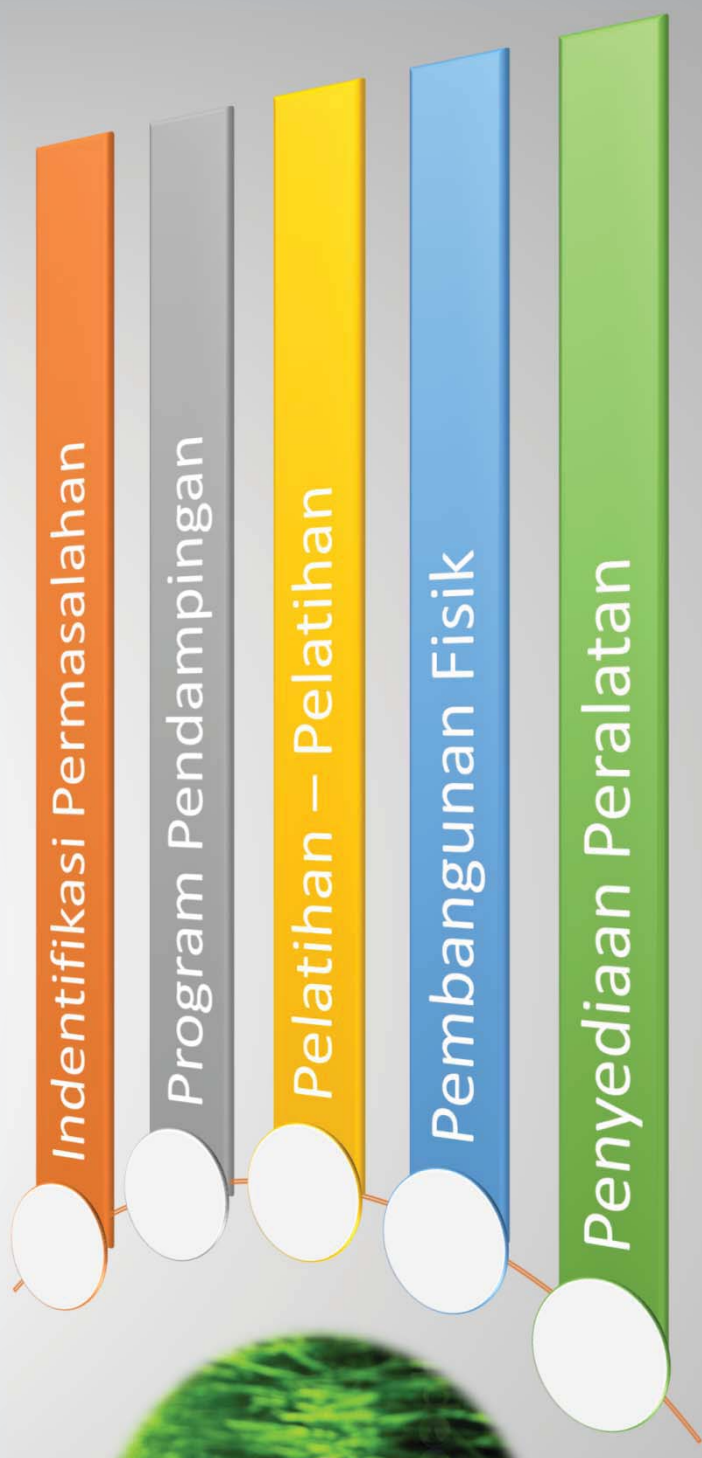 Indentifikasi Permasalahan
Program Pendampingan
Pelatihan – Pelatihan
Pembangunan Fisik
Penyediaan Peralatan